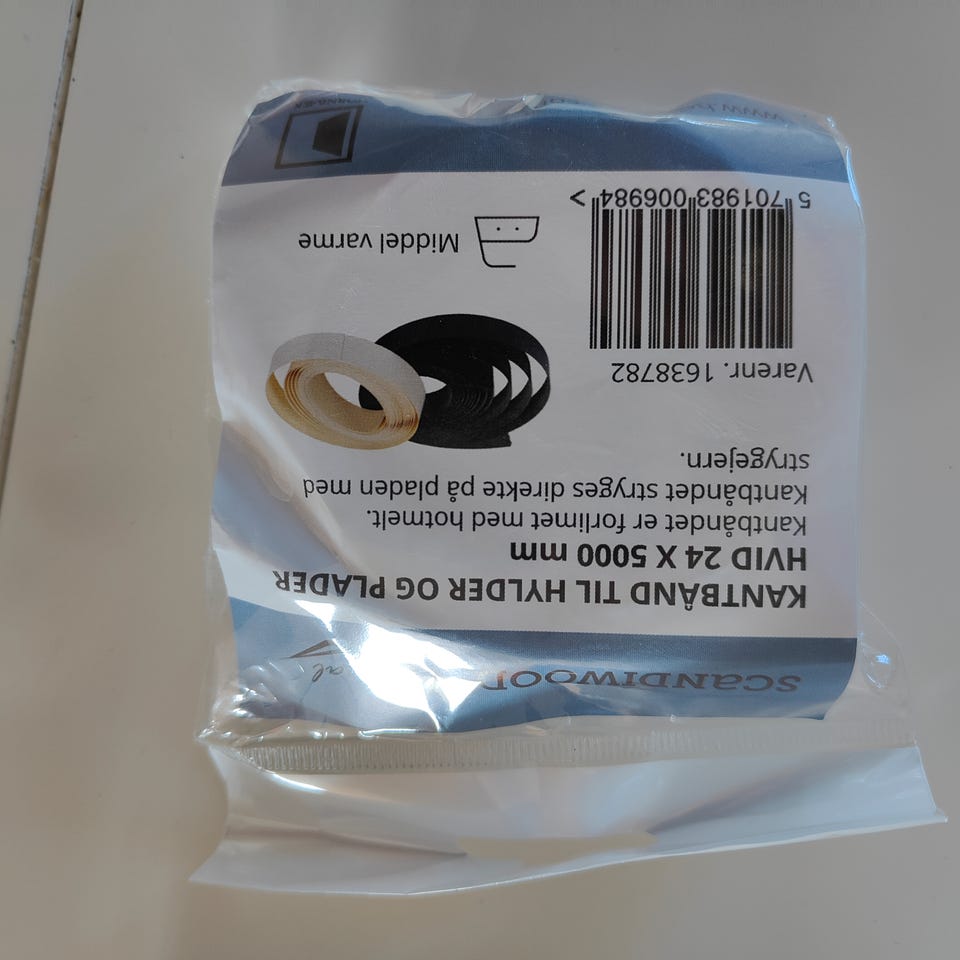 SCANDIWOOD
KANTBÅND TIL HYLDER OG PLADER
HVID 24 X 5000 mm
Kantbåndet er forlimet med hotmelt.
Kantbåndet stryges direkte på pladen med
strygejern.
Varenr. 1638782
5 701983 006984 >
Middel varme